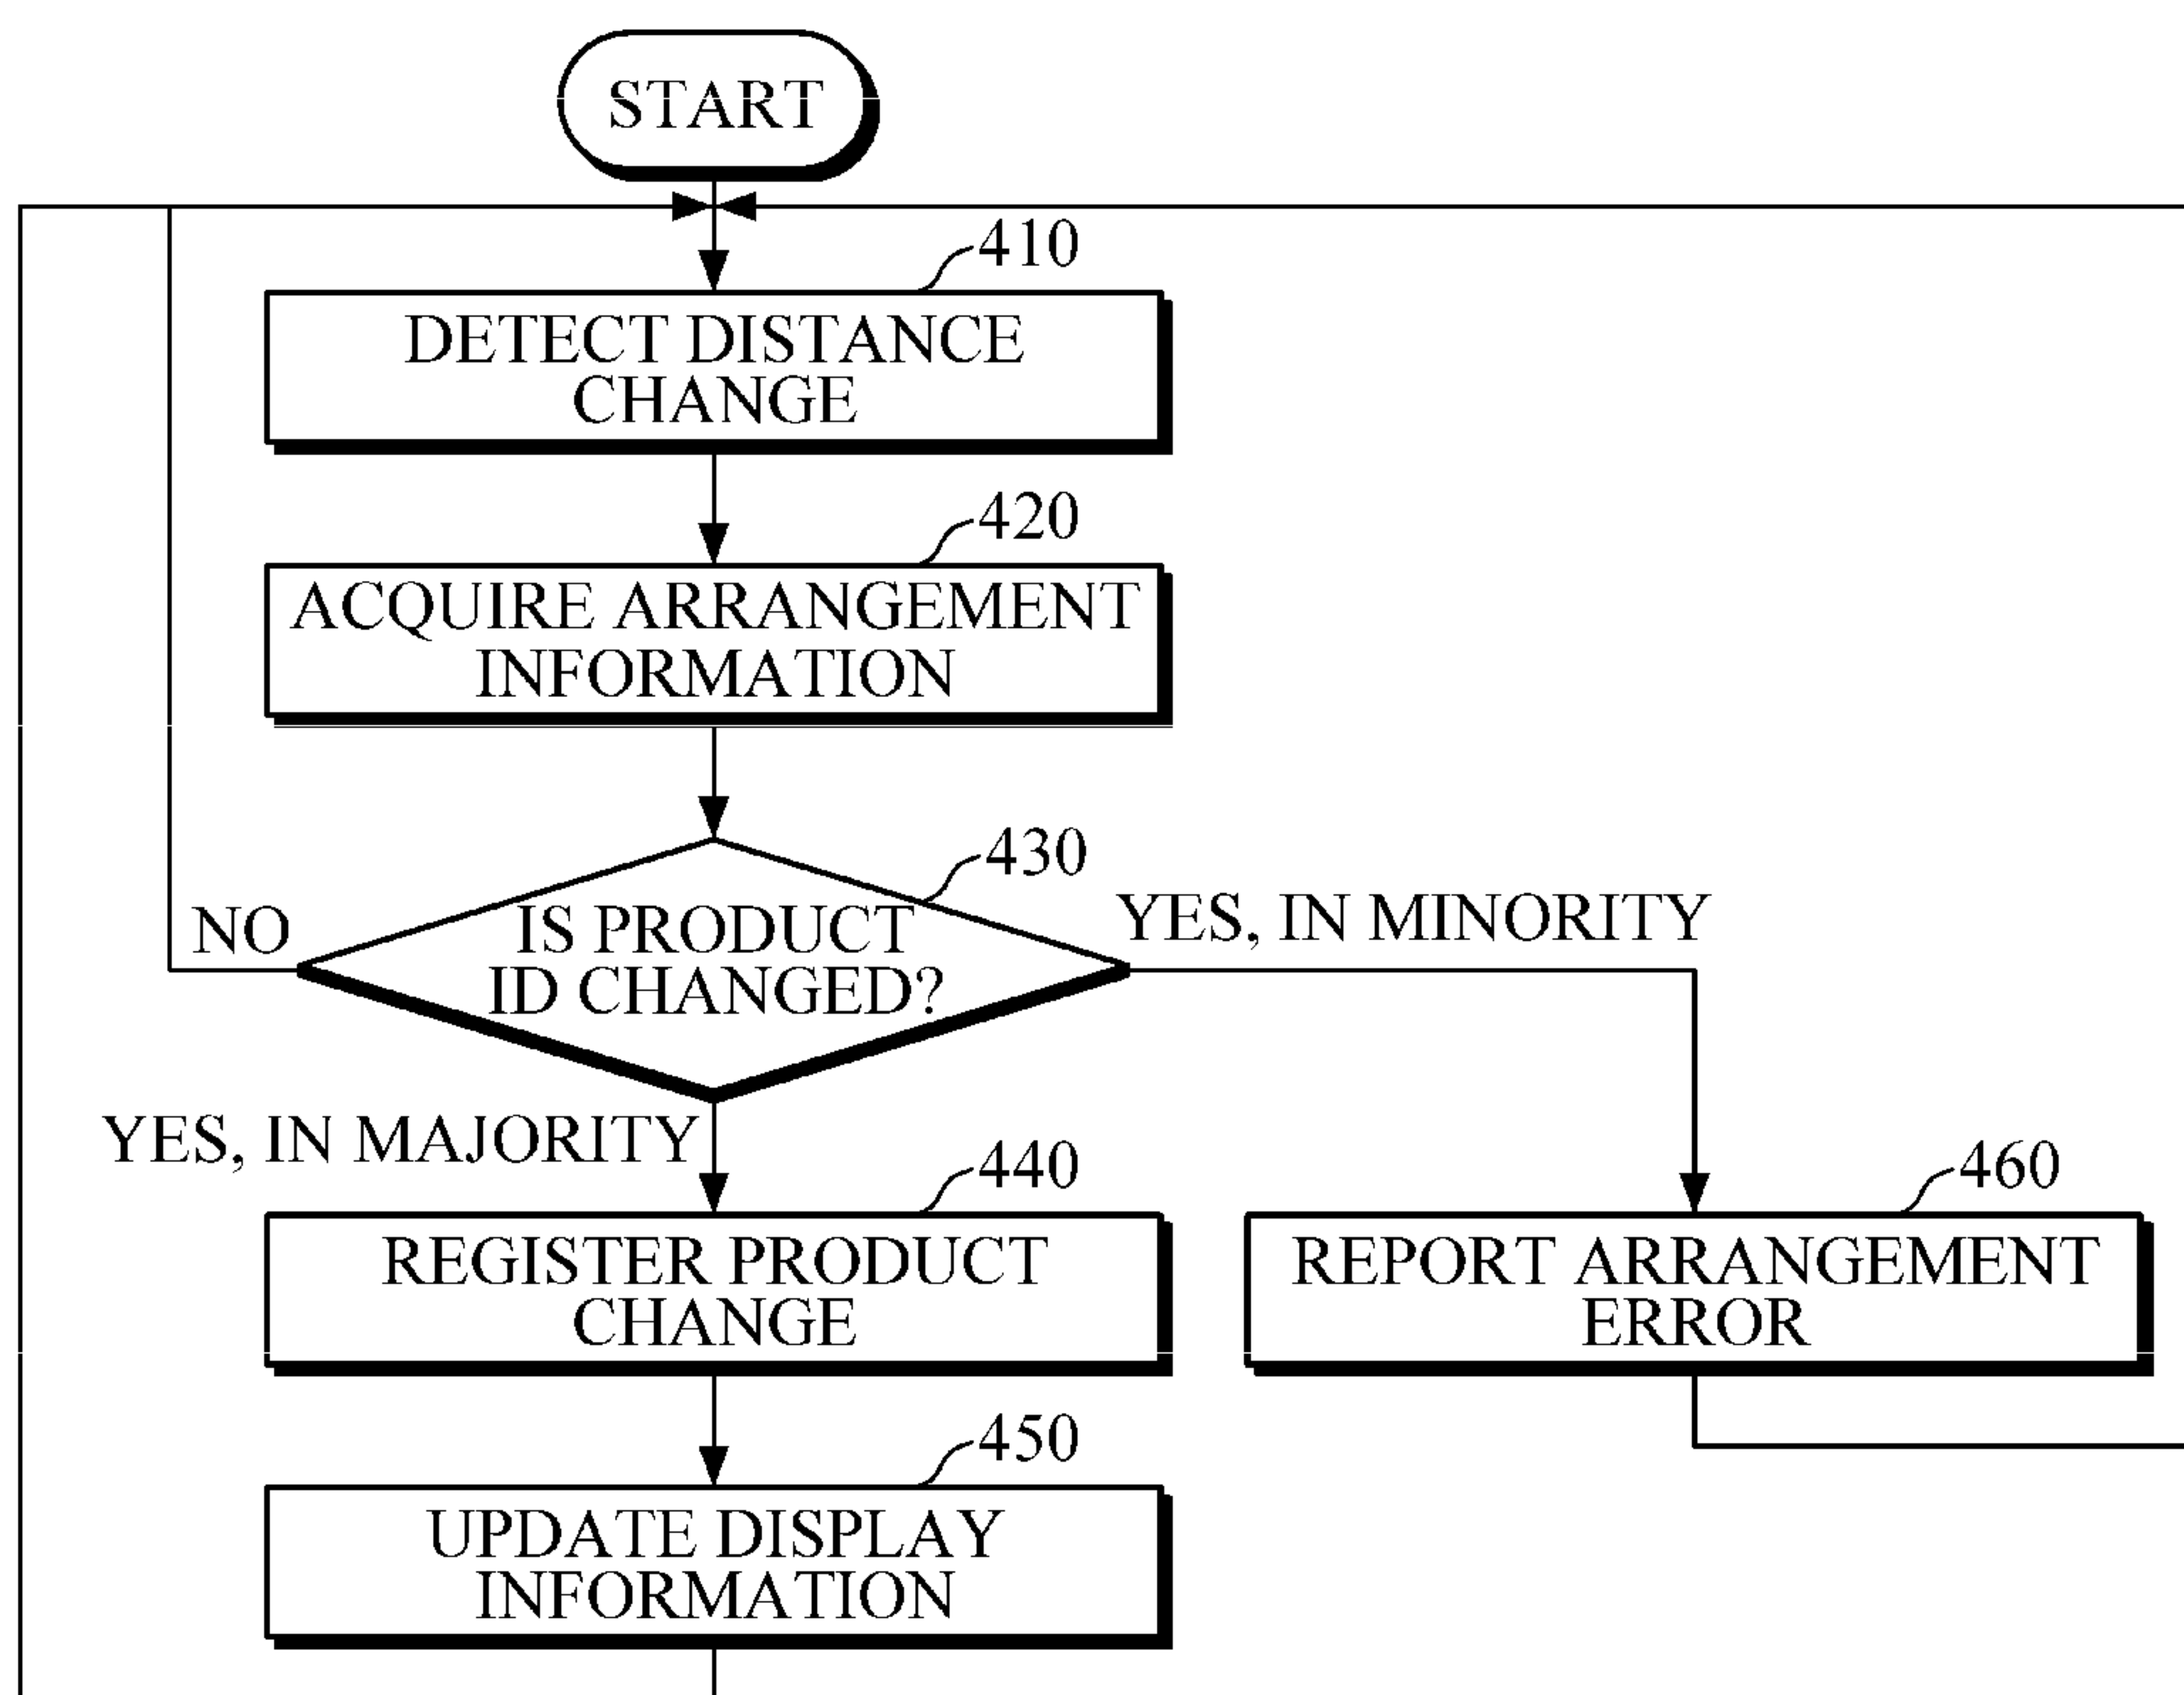 START
410
DETECT DISTANCE
CHANGE
420
ACQUIRE ARRANGEMENT
INFORMATION
430
NO
IS PRODUCT
ID CHANGED?
YES, IN MINORITY
YES, IN MAJORITY
440
REGISTER PRODUCT
CHANGE
460
REPORT ARRANGEMENT
ERROR
450
UPDATE DISPLAY
INFORMATION